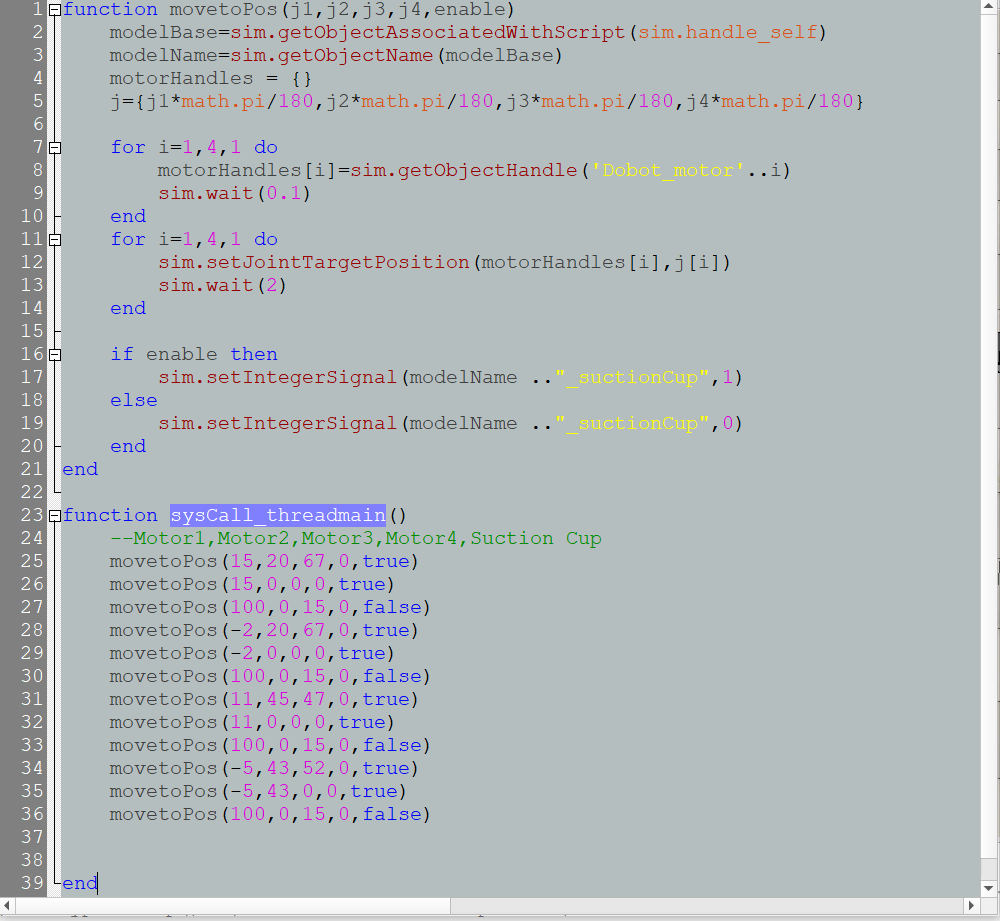 1 function movetoPos(j1,j2,j3,j4,enable)
2 modelBase=sim.getObjectAssociatedWithScript(sim.handle_self)
3 modelName=sim.getObjectName(modelBase)
4 motorHandles = {}
5 j={j1*math.pi/180,j2*math.pi/180,j3*math.pi/180,j4*math.pi/180}
6
7 for i=1,4,1 do
8 motorHandles[i]=sim.getObjectHandle('Dobot_motor'..i)
9 sim.wait(0.1)
10 end
11 for i=1,4,1 do
12 sim.setJointTargetPosition(motorHandles[i],j[i])
13 sim.wait(2)
14 end
15
16 if enable then
17 sim.setIntegerSignal(modelName .."_suctionCup",1)
18 else
19 sim.setIntegerSignal(modelName .."_suctionCup",0)
20 end
21 end
22
23 function sysCall_threadmain()
24 --Motor1,Motor2,Motor3,Motor4,Suction Cup
25 movetoPos(15,20,67,0,true)
26 movetoPos(15,0,0,0,true)
27 movetoPos(100,0,15,0,false)
28 movetoPos(-2,20,67,0,true)
29 movetoPos(-2,0,0,0,true)
30 movetoPos(100,0,15,0,false)
31 movetoPos(11,45,47,0,true)
32 movetoPos(11,0,0,0,true)
33 movetoPos(100,0,15,0,false)
34 movetoPos(-5,43,52,0,true)
35 movetoPos(-5,43,0,0,true)
36 movetoPos(100,0,15,0,false)
37
38
39 end